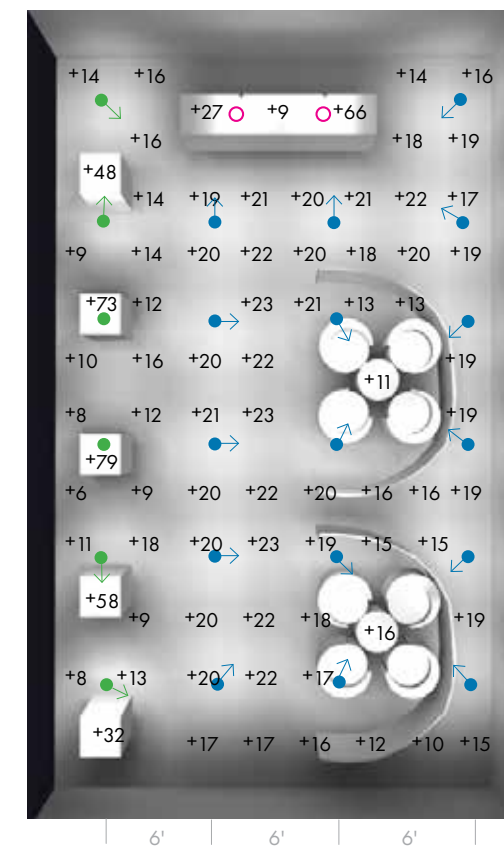 +14 +16 +14 +16
+27 +9 +66
+16 +18 +19
+48
+14 +19 +21 +20 +21 +22 +17
+9 +14 +20 +22 +20 +18 +20 +19
+73 +12 +23 +21 +13 +13
+10 +16 +20 +22 +19
+11
+8 +12 +21 +23 +19
+79
+6 +9 +20 +22 +20 +16 +16 +19
+11 +18 +20 +23 +19 +15 +15
+58
+9 +20 +22 +18 +19
+16
+8 +13 +20 +22 +17
+32
+17 +17 +16 +12 +10 +15
6' 6' 6'